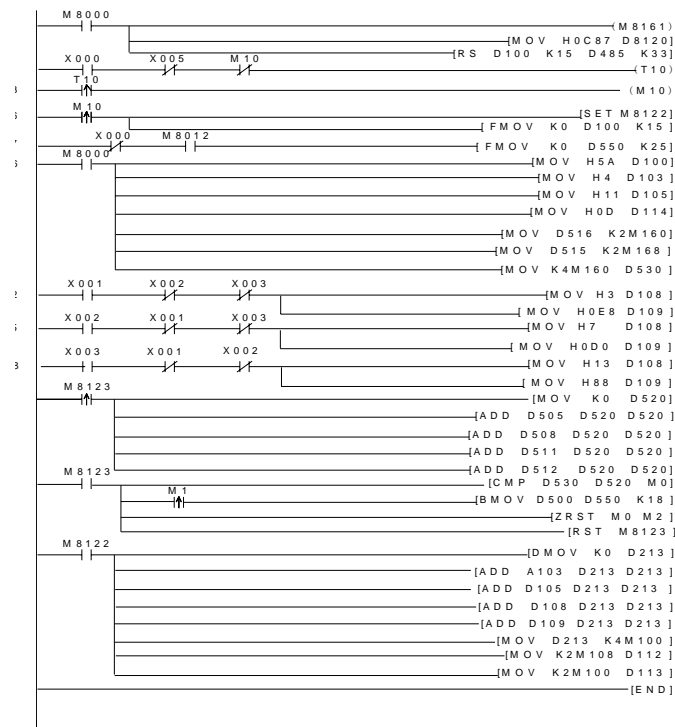 M8000
(M8161)
[MOV H0C87 D8120]
[RS D100 K15 D485 K33]
X000 X005 M10
(T10)
T10
(M10)
M10
[SET M8122]
[FMOV K0 D100 K15]
X000 M8012
[FMOV K0 D550 K25]
M8000
[MOV H5A D100]
[MOV H4 D103]
[MOV H11 D105]
[MOV H0D D114]
[MOV D516 K2M160]
[MOV D515 K2M168]
[MOV K4M160 D530]
X001 X002 X003
[MOV H3 D108]
[MOV H0E8 D109]
X002 X001 X003
[MOV H7 D108]
[MOV H0D0 D109]
X003 X001 X002
[MOV H13 D108]
[MOV H88 D109]
M8123
[MOV K0 D520]
[ADD D505 D520 D520]
[ADD D508 D520 D520]
[ADD D511 D520 D520]
[ADD D512 D520 D520]
M8123
[CMP D530 D520 M0]
M1
[BMOV D500 D550 K18]
[ZRST M0 M2]
[RST M8123]
M8122
[DMOV K0 D213]
[ADD A103 D213 D213]
[ADD D105 D213 D213]
[ADD D108 D213 D213]
[ADD D109 D213 D213]
[MOV D213 K4M100]
[MOV K2M108 D112]
[MOV K2M100 D113]
[END]